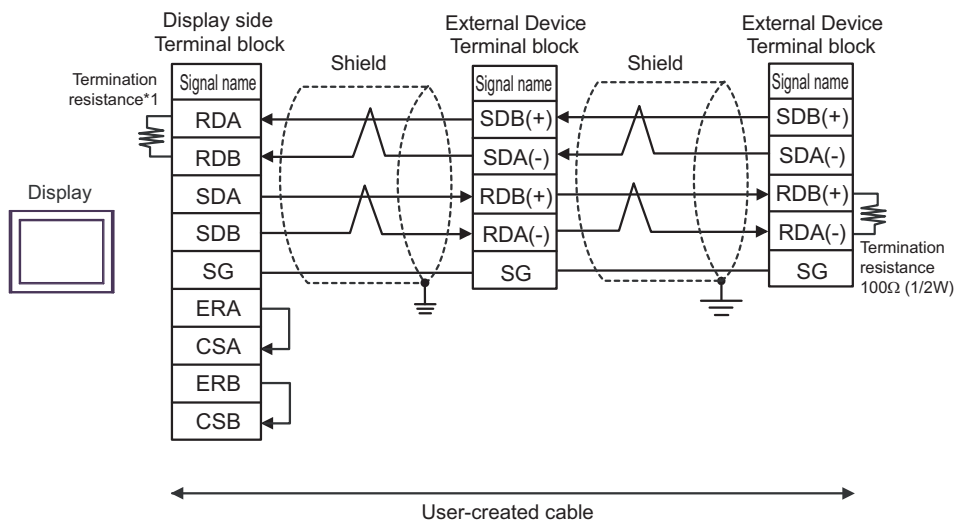 Display side
Terminal block
External Device
Terminal block
External Device
Terminal block
Shield
Shield
Termination
resistance*1
Signal name
RDA
RDB
SDA
SDB
SG
ERA
CSA
ERB
CSB
Signal name
SDB(+)
SDA(-)
RDB(+)
RDA(-)
SG
Signal name
SDB(+)
SDA(-)
RDB(+)
RDA(-)
SG
Display
Termination
resistance
100Ω (1/2W)
User-created cable